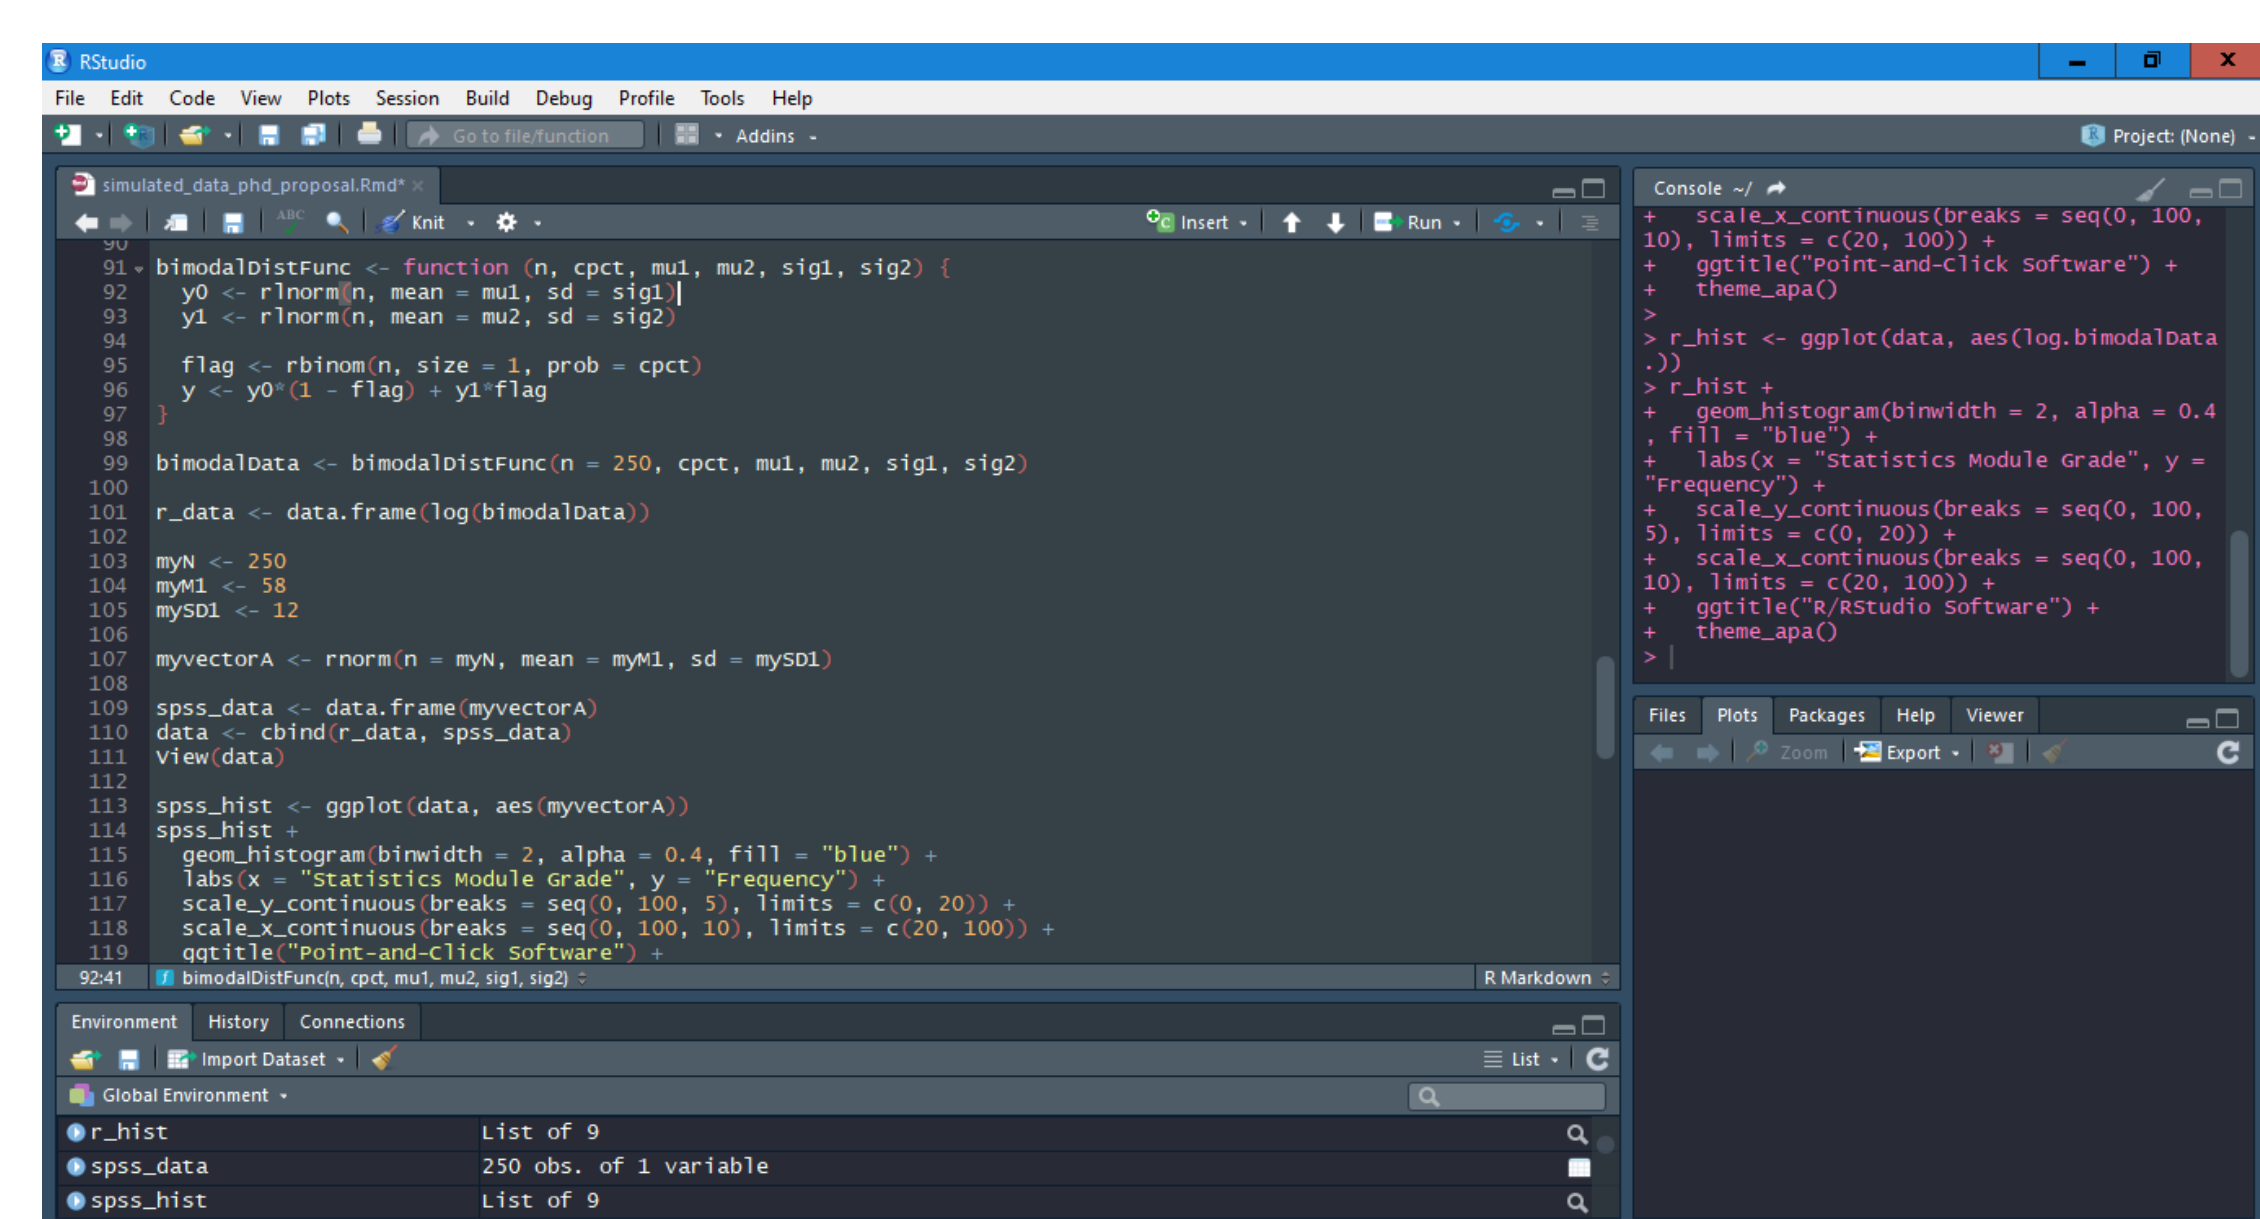 RStudio
File Edit Code View Plots Session Build Debug Profile Tools Help
Go to file/function Addins Project: (None)
simulated_data_phd_proposal.Rmd*
ABC Knit Insert Run
90
91 bimodalDistFunc <- function (n, cpct, mu1, mu2, sig1, sig2) {
92 y0 <- rlnorm(n, mean = mu1, sd = sig1)
93 y1 <- rlnorm(n, mean = mu2, sd = sig2)
94
95 flag <- rbinom(n, size = 1, prob = cpct)
96 y <- y0*(1 - flag) + y1*flag
97 }
98
99 bimodalData <- bimodalDistFunc(n = 250, cpct, mu1, mu2, sig1, sig2)
100
101 r_data <- data.frame(log(bimodalData))
102
103 myN <- 250
104 myM1 <- 58
105 mySD1 <- 12
106
107 myvectorA <- rnorm(n = myN, mean = myM1, sd = mySD1)
108
109 spss_data <- data.frame(myvectorA)
110 data <- cbind(r_data, spss_data)
111 View(data)
112
113 spss_hist <- ggplot(data, aes(myvectorA))
114 spss_hist +
115 geom_histogram(binwidth = 2, alpha = 0.4, fill = "blue") +
116 labs(x = "Statistics Module Grade", y = "Frequency") +
117 scale_y_continuous(breaks = seq(0, 100, 5), limits = c(0, 20)) +
118 scale_x_continuous(breaks = seq(0, 100, 10), limits = c(20, 100)) +
119 ggtitle("Point-and-Click Software") +
92:41 bimodalDistFunc(n, cpct, mu1, mu2, sig1, sig2) R Markdown
Environment History Connections
Import Dataset List
Global Environment
r_hist List of 9
spss_data 250 obs. of 1 variable
spss_hist List of 9
Console ~/
+ scale_x_continuous(breaks = seq(0, 100,
10), limits = c(20, 100)) +
+ ggtitle("Point-and-Click Software") +
+ theme_apa()
>
> r_hist <- ggplot(data, aes(log.bimodalData
.))
> r_hist +
+ geom_histogram(binwidth = 2, alpha = 0.4
, fill = "blue") +
+ labs(x = "Statistics Module Grade", y =
"Frequency") +
+ scale_y_continuous(breaks = seq(0, 100,
5), limits = c(0, 20)) +
+ scale_x_continuous(breaks = seq(0, 100,
10), limits = c(20, 100)) +
+ ggtitle("R/RStudio Software") +
+ theme_apa()
>
Files Plots Packages Help Viewer
Zoom Export